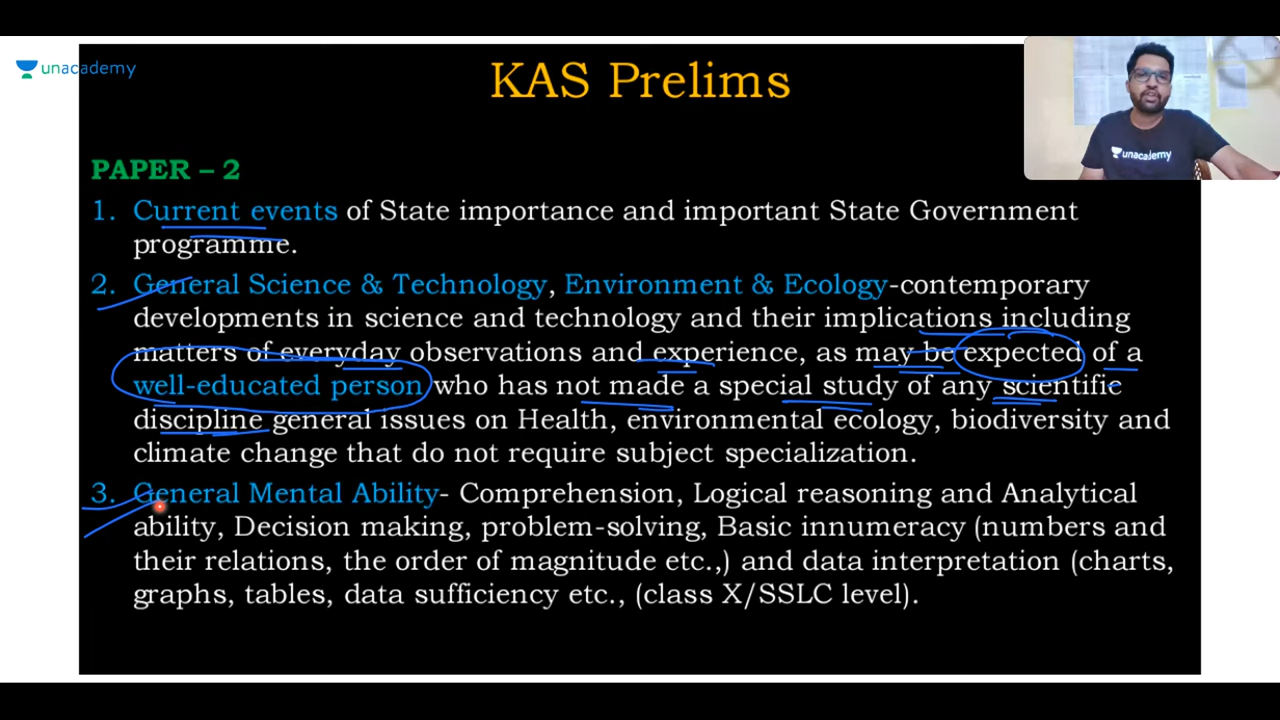 unacademy
KAS Prelims
unacademy
PAPER – 2
1. Current events of State importance and important State Government
programme.
2. General Science & Technology, Environment & Ecology-contemporary
developments in science and technology and their implications including
matters of everyday observations and experience, as may be expected of a
well-educated person who has not made a special study of any scientific
discipline general issues on Health, environmental ecology, biodiversity and
climate change that do not require subject specialization.
3. General Mental Ability- Comprehension, Logical reasoning and Analytical
ability, Decision making, problem-solving, Basic innumeracy (numbers and
their relations, the order of magnitude etc.,) and data interpretation (charts,
graphs, tables, data sufficiency etc., (class X/SSLC level).